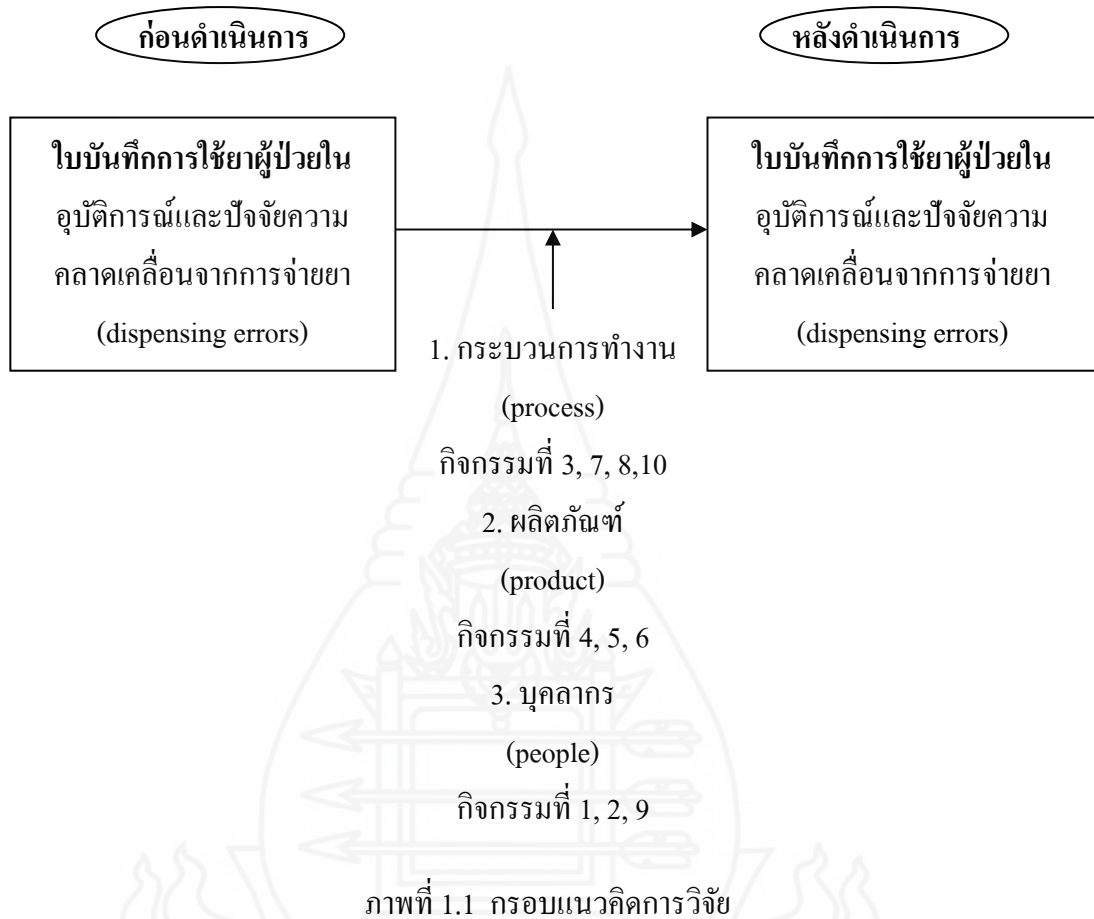 ก่อนดำเนินการ
หลังดำเนินการ
ใบบันทึกการใช้ยาผู้ป่วยใน
อุบัติการณ์และปัจจัยความ
คลาดเคลื่อนจากการจ่ายยา
(dispensing errors)
ใบบันทึกการใช้ยาผู้ป่วยใน
อุบัติการณ์และปัจจัยความ
คลาดเคลื่อนจากการจ่ายยา
(dispensing errors)
1. กระบวนการทำงาน
(process)
กิจกรรมที่ 3, 7, 8,10
2. ผลิตภัณฑ์
(product)
กิจกรรมที่ 4, 5, 6
3. บุคลากร
(people)
กิจกรรมที่ 1, 2, 9
ภาพที่ 1.1 กรอบแนวคิดการวิจัย